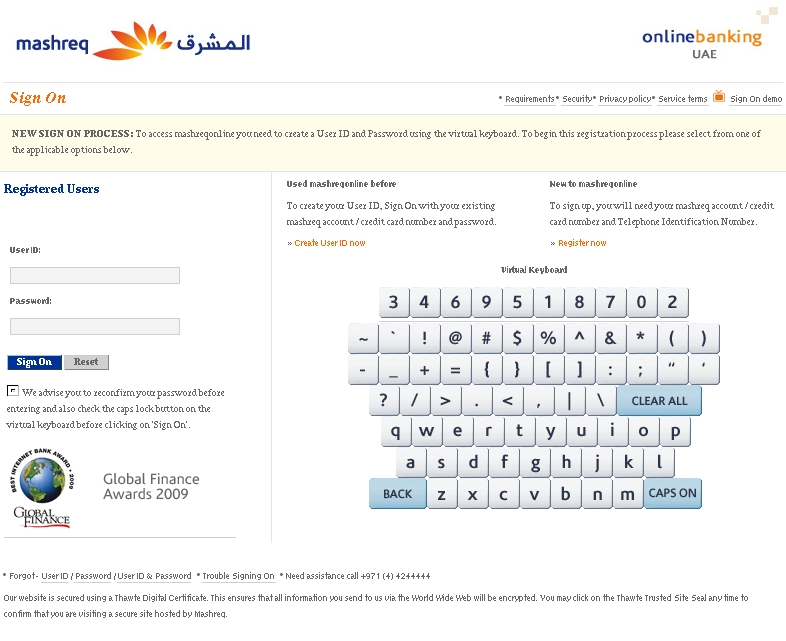 mashreq المشرق
onlinebanking
UAE
Sign On
* Requirements * Security * Privacy policy * Service terms Sign On demo
NEW SIGN ON PROCESS: To access mashreqonline you need to create a User ID and Password using the virtual keyboard. To begin this registration process please select from one of
the applicable options below.
Registered Users
User ID:
Password:
Sign On Reset
We advise you to reconfirm your password before
entering and also check the caps lock button on the
virtual keyboard before clicking on 'Sign On'.
BEST INTERNET BANK AWARD • 2009
GLOBAL
FINANCE
Global Finance
Awards 2009
Used mashreqonline before
To create your User ID, Sign On with your existing
mashreq account / credit card number and password.
» Create User ID now
New to mashreqonline
To sign up, you will need your mashreq account / credit
card number and Telephone Identification Number.
» Register now
Virtual Keyboard
3 4 6 9 5 1 8 7 0 2
~ ` ! @ # $ % ^ & * ( )
- _ + = { } [ ] : ; “ ‘
? / > . < , | \ CLEAR ALL
q w e r t y u i o p
a s d f g h j k l
BACK z x c v b n m CAPS ON
* Forgot - User ID / Password / User ID & Password * Trouble Signing On * Need assistance call +971 (4) 4244444
Our website is secured using a Thawte Digital Certificate. This ensures that all information you send to us via the World Wide Web will be encrypted. You may click on the Thawte Trusted Site Seal any time to
confirm that you are visiting a secure site hosted by Mashreq.